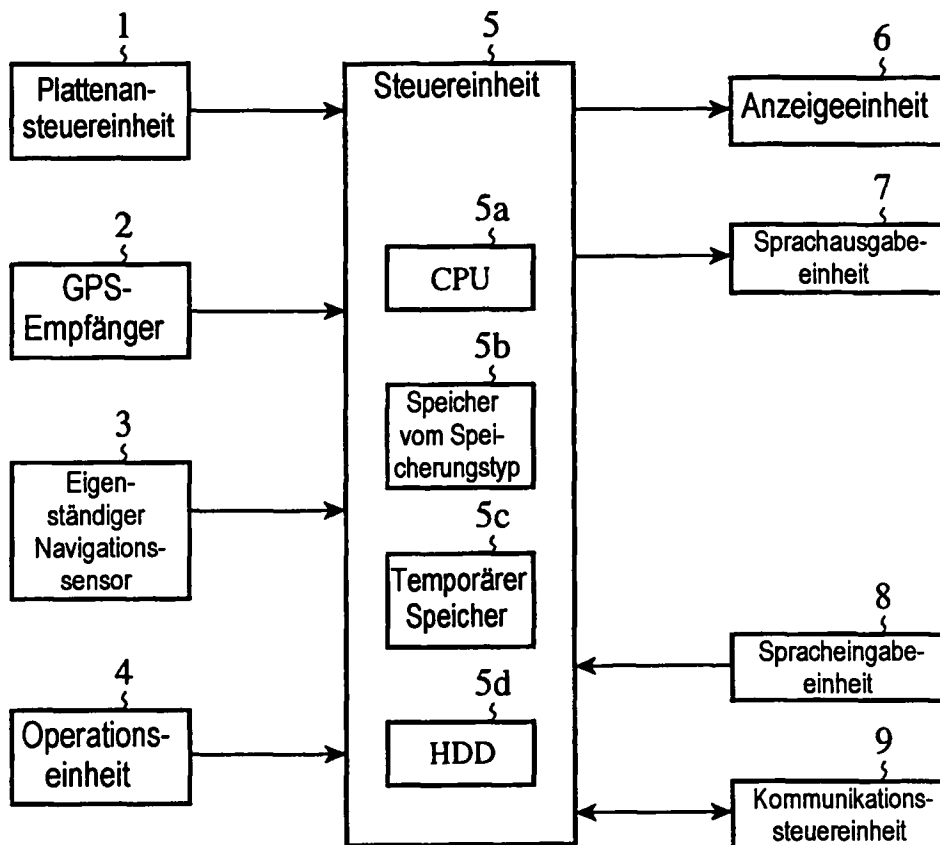 1
Plattenan-
steuereinheit
2
GPS-
Empfänger
3
Eigen-
ständiger
Navigations-
sensor
4
Operations-
einheit
5
Steuereinheit
5a
CPU
5b
Speicher
vom Spei-
cherungstyp
5c
Temporärer
Speicher
5d
HDD
6
Anzeigeeinheit
7
Sprachausgabe-
einheit
8
Spracheingabe-
einheit
9
Kommunikations-
steuereinheit